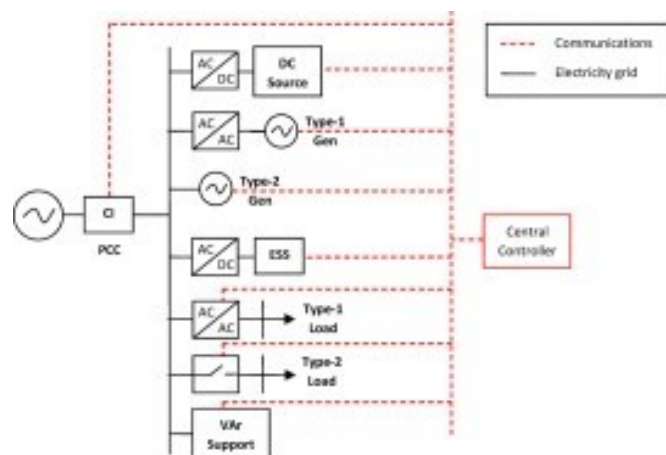 Communications
Electricity grid
AC
DC
DC
Source
AC
AC
Type-1
Gen
Type-2
Gen
CI
PCC
AC
DC
ESS
Central
Controller
AC
AC
Type-1
Load
Type-2
Load
VAr
Support